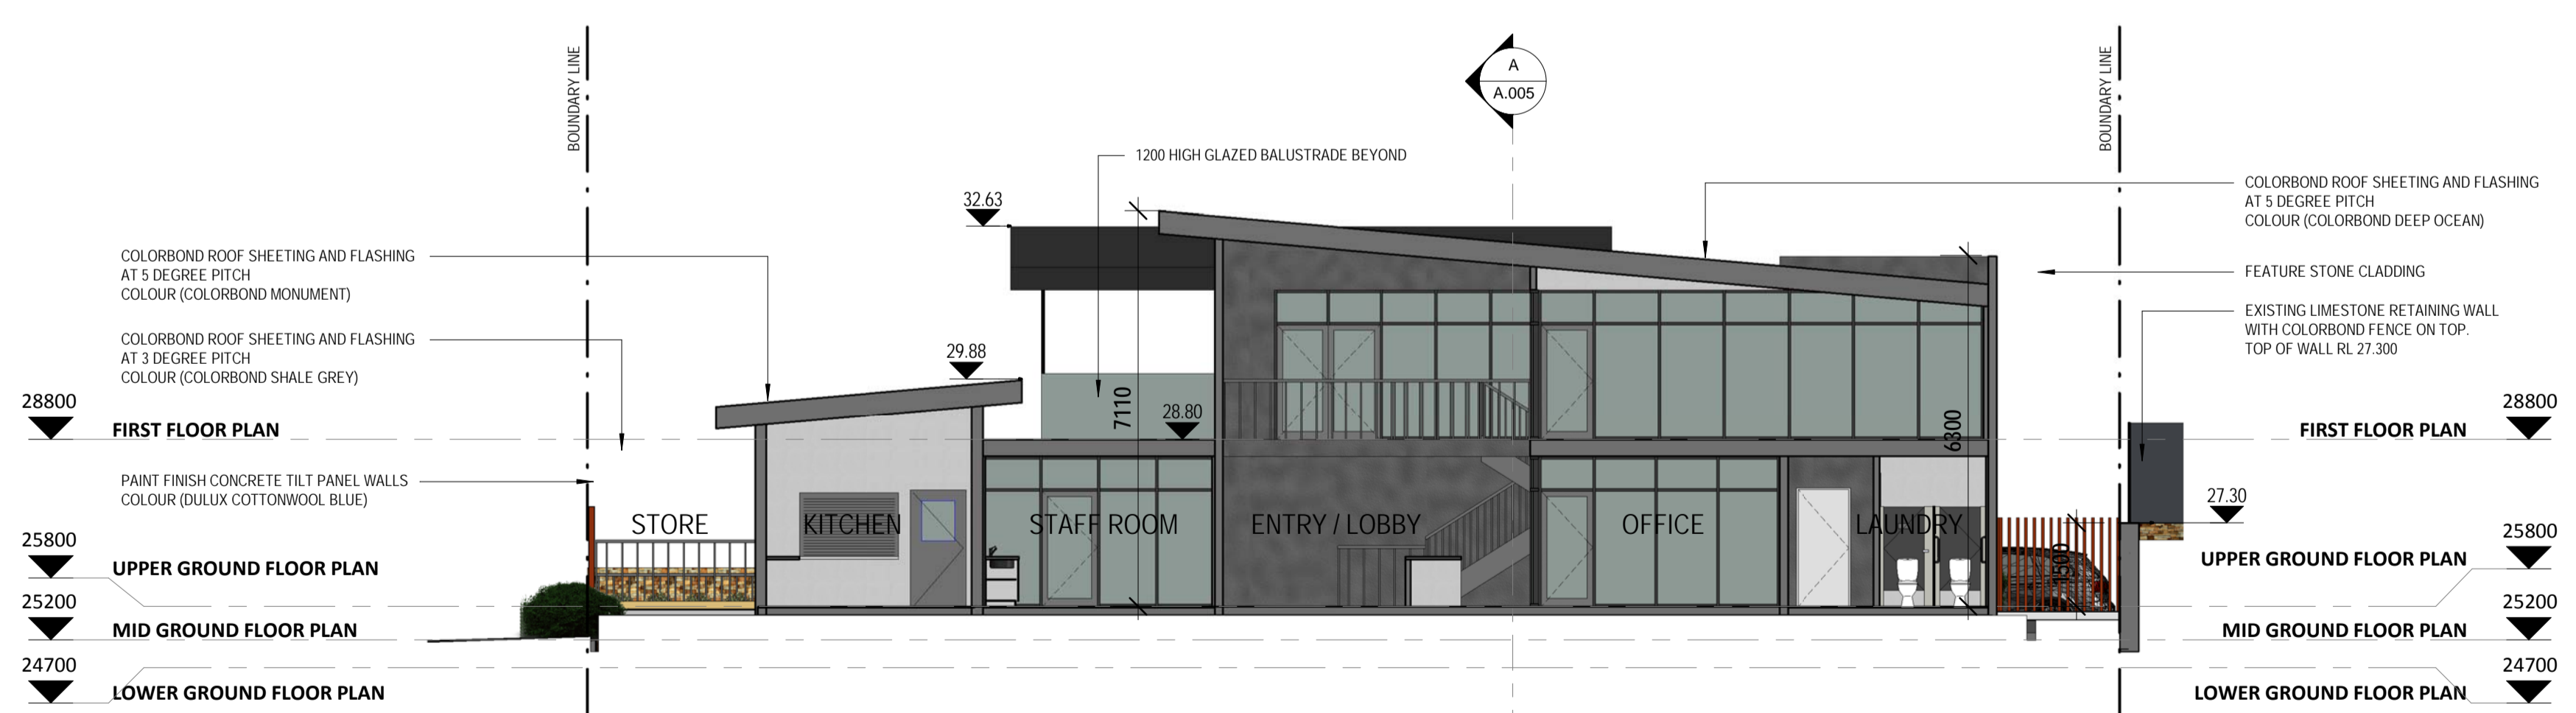 BOUNDARY LINE
BOUNDARY LINE
A
A.005
1200 HIGH GLAZED BALUSTRADE BEYOND
32.63
COLORBOND ROOF SHEETING AND FLASHING
AT 5 DEGREE PITCH
COLOUR (COLORBOND DEEP OCEAN)
COLORBOND ROOF SHEETING AND FLASHING
AT 5 DEGREE PITCH
COLOUR (COLORBOND MONUMENT)
FEATURE STONE CLADDING
EXISTING LIMESTONE RETAINING WALL
WITH COLORBOND FENCE ON TOP.
TOP OF WALL RL 27.300
COLORBOND ROOF SHEETING AND FLASHING
AT 3 DEGREE PITCH
COLOUR (COLORBOND SHALE GREY)
29.88
7110
28.80
6300
28800
FIRST FLOOR PLAN
FIRST FLOOR PLAN
28800
PAINT FINISH CONCRETE TILT PANEL WALLS
COLOUR (DULUX COTTONWOOL BLUE)
27.30
STORE
KITCHEN
STAFF ROOM
ENTRY / LOBBY
OFFICE
LAUNDRY
1500
25800
UPPER GROUND FLOOR PLAN
UPPER GROUND FLOOR PLAN
25800
25200
MID GROUND FLOOR PLAN
MID GROUND FLOOR PLAN
25200
24700
LOWER GROUND FLOOR PLAN
LOWER GROUND FLOOR PLAN
24700